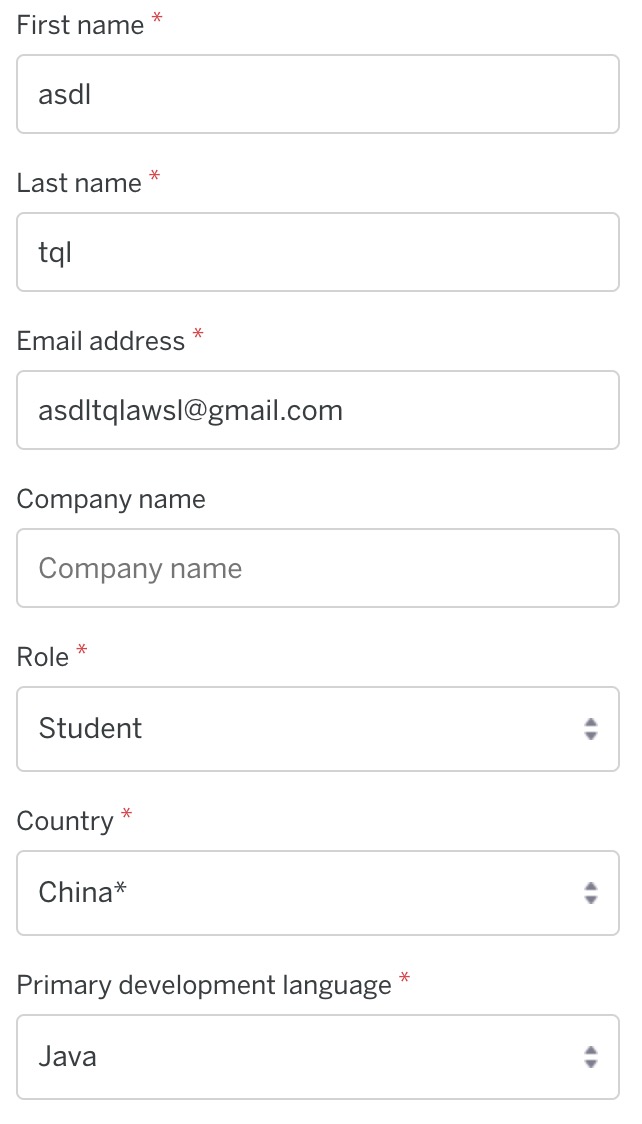 First name *
asdl
Last name *
tql
Email address *
asdltqlawsl@gmail.com
Company name
Company name
Role *
Student
Country *
China*
Primary development language *
Java